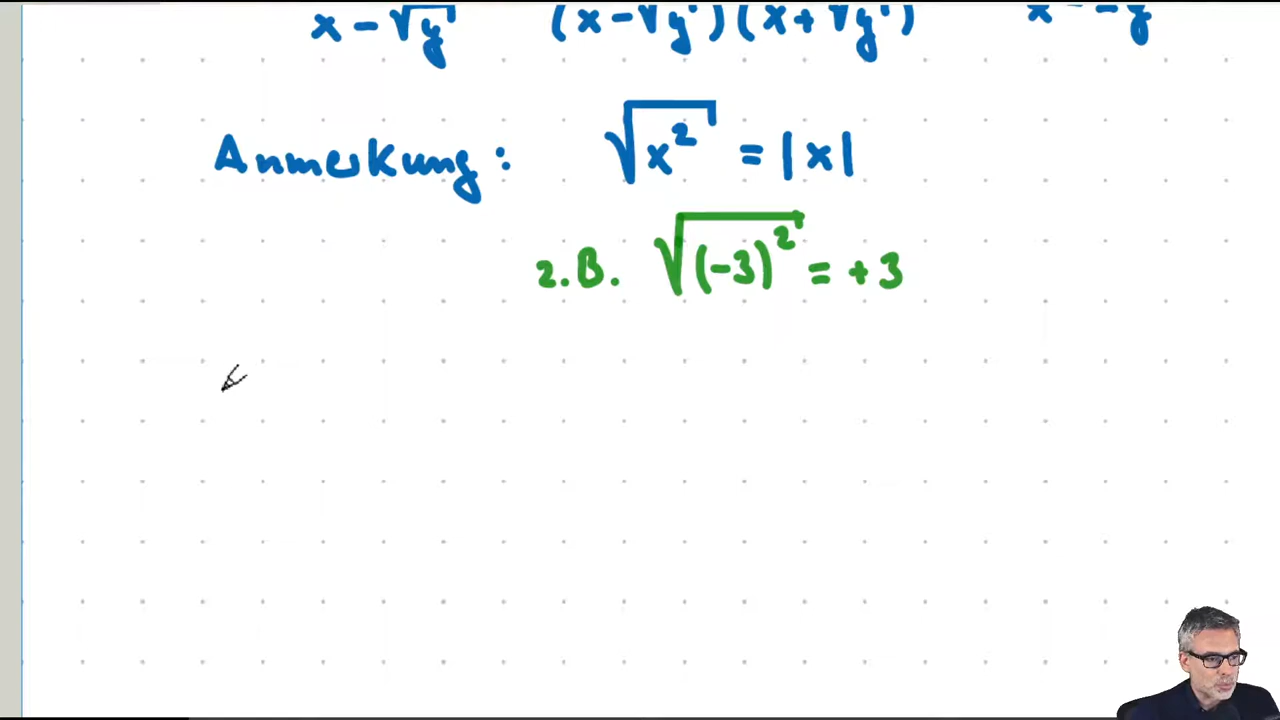 x - √y (x - √y)(x + √y) x - y
Anmerkung: √x² = |x|
z.B. √(-3)² = +3